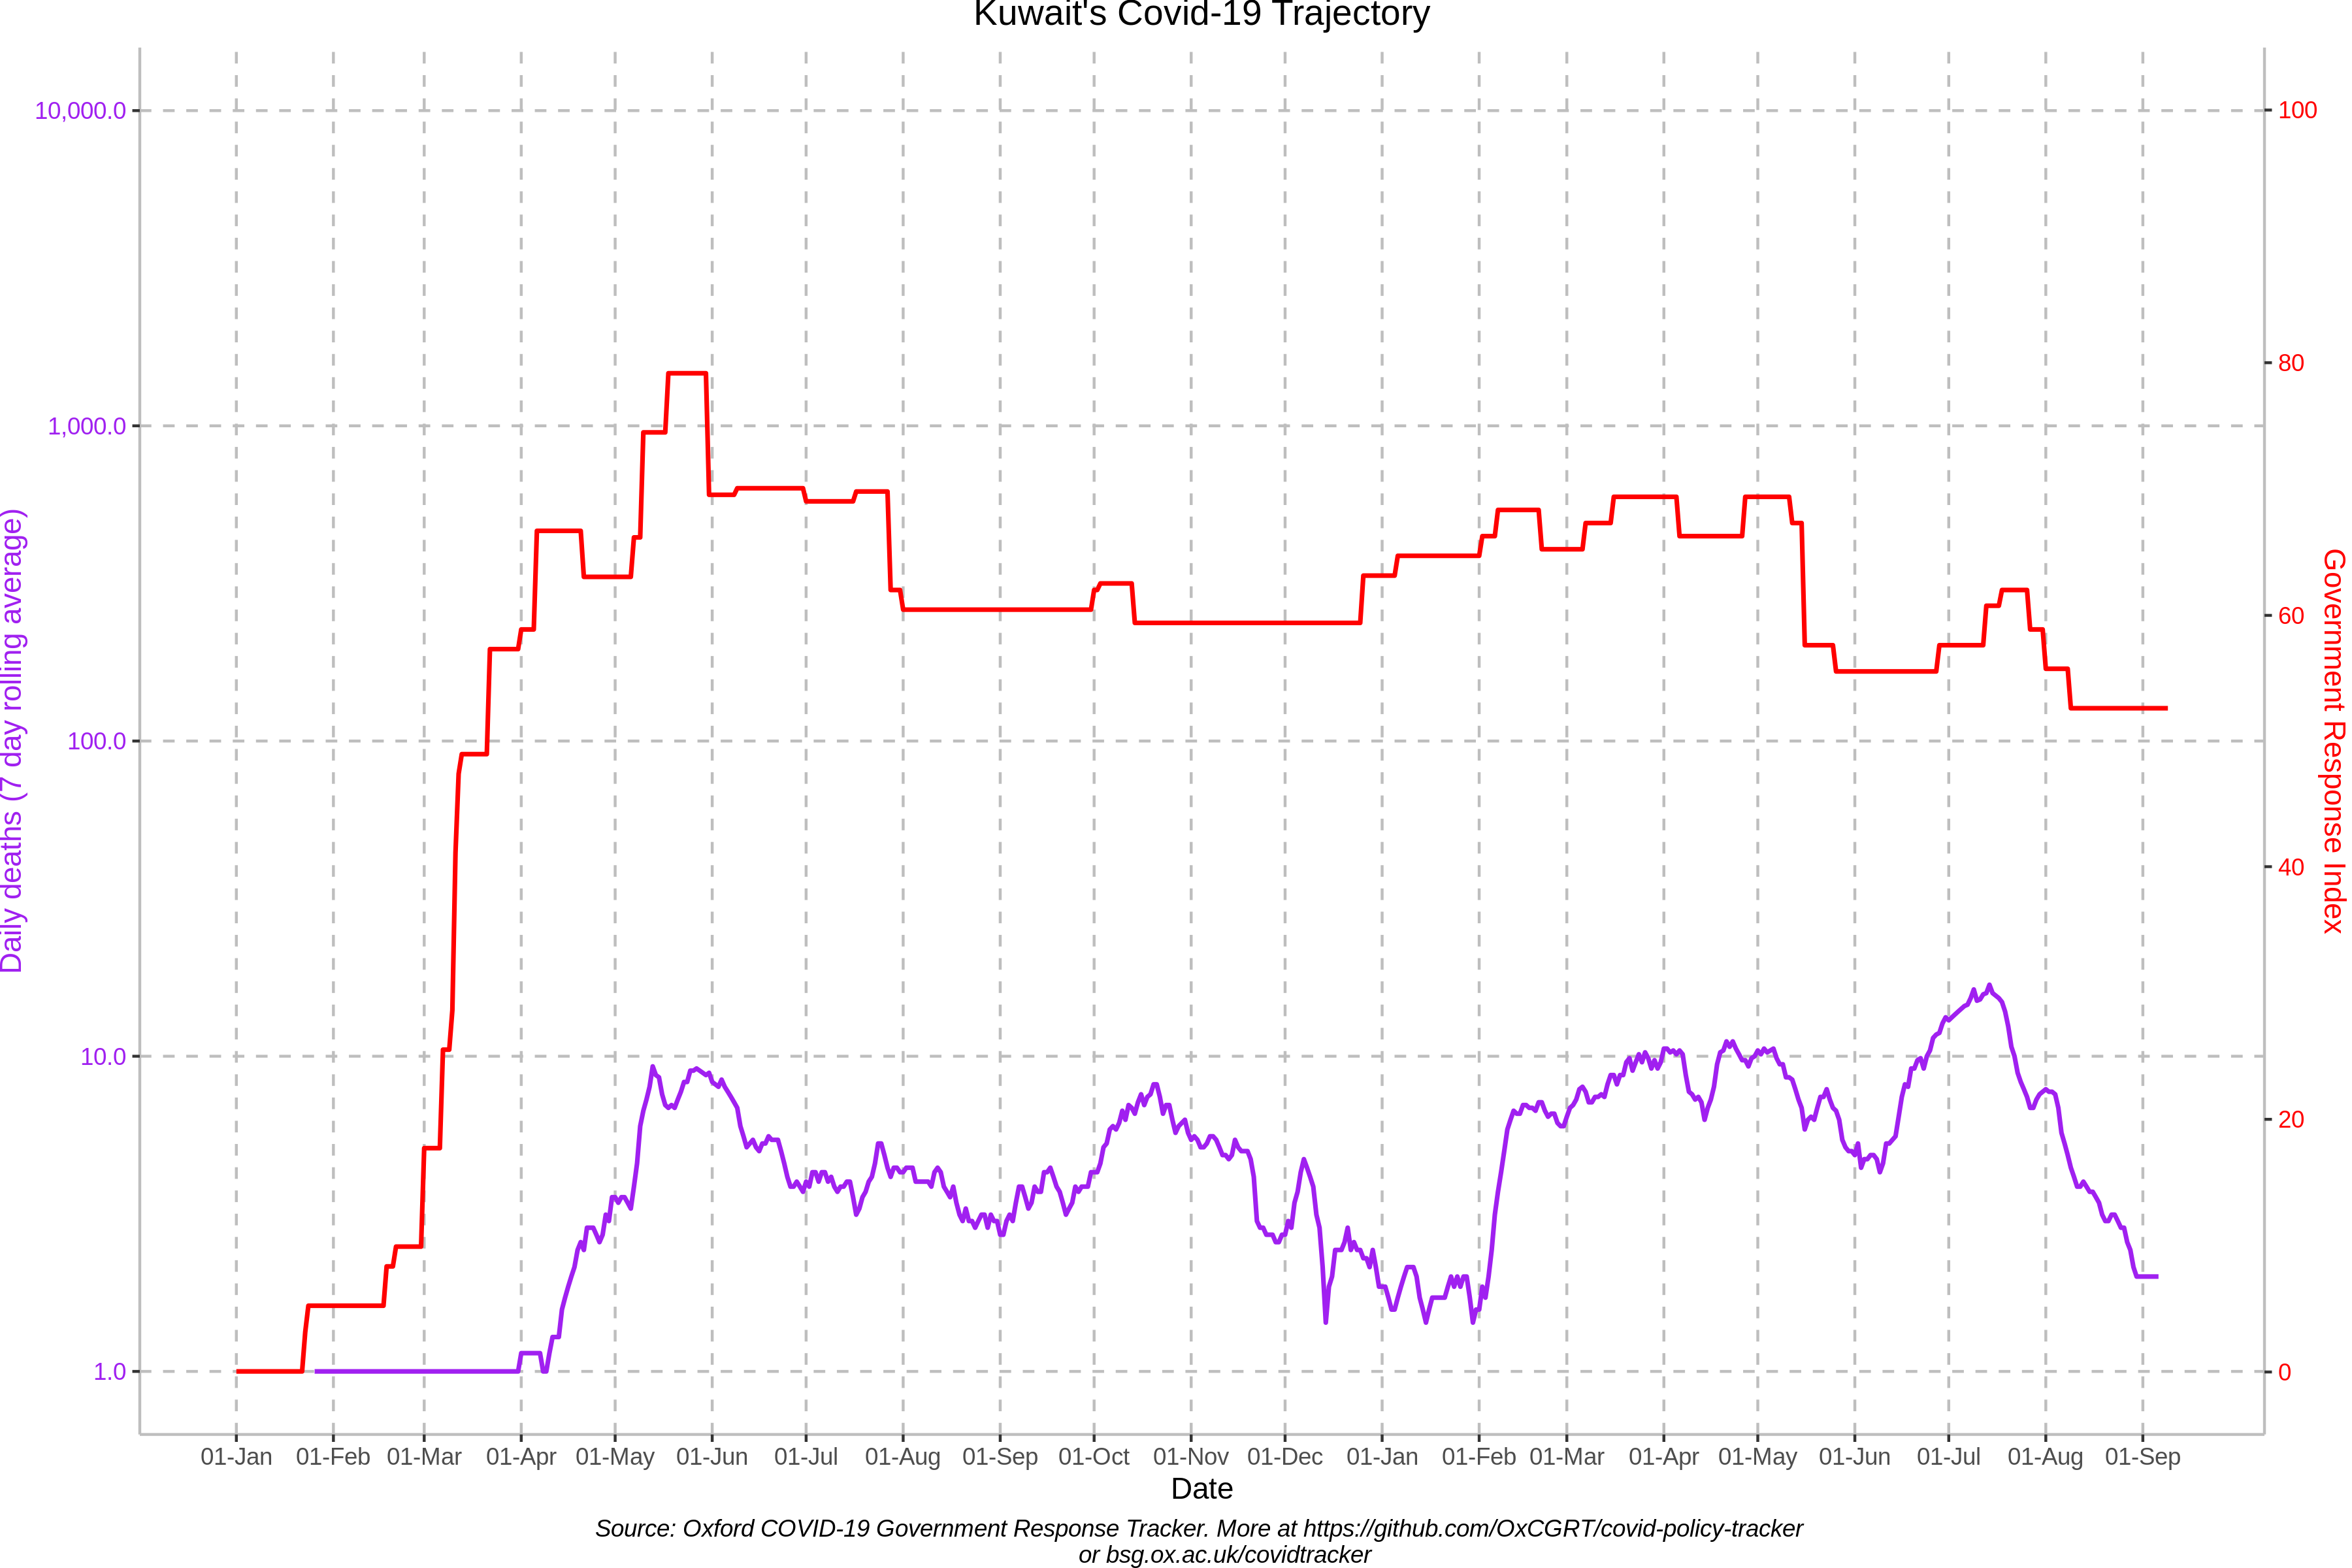 Kuwait's Covid-19 Trajectory
10,000.0
1,000.0
100.0
10.0
1.0
Daily deaths (7 day rolling average)
100
80
60
40
20
0
Government Response Index
01-Jan 01-Feb 01-Mar 01-Apr 01-May 01-Jun 01-Jul 01-Aug 01-Sep 01-Oct 01-Nov 01-Dec 01-Jan 01-Feb 01-Mar 01-Apr 01-May 01-Jun 01-Jul 01-Aug 01-Sep
Date
Source: Oxford COVID-19 Government Response Tracker. More at https://github.com/OxCGRT/covid-policy-tracker
or bsg.ox.ac.uk/covidtracker